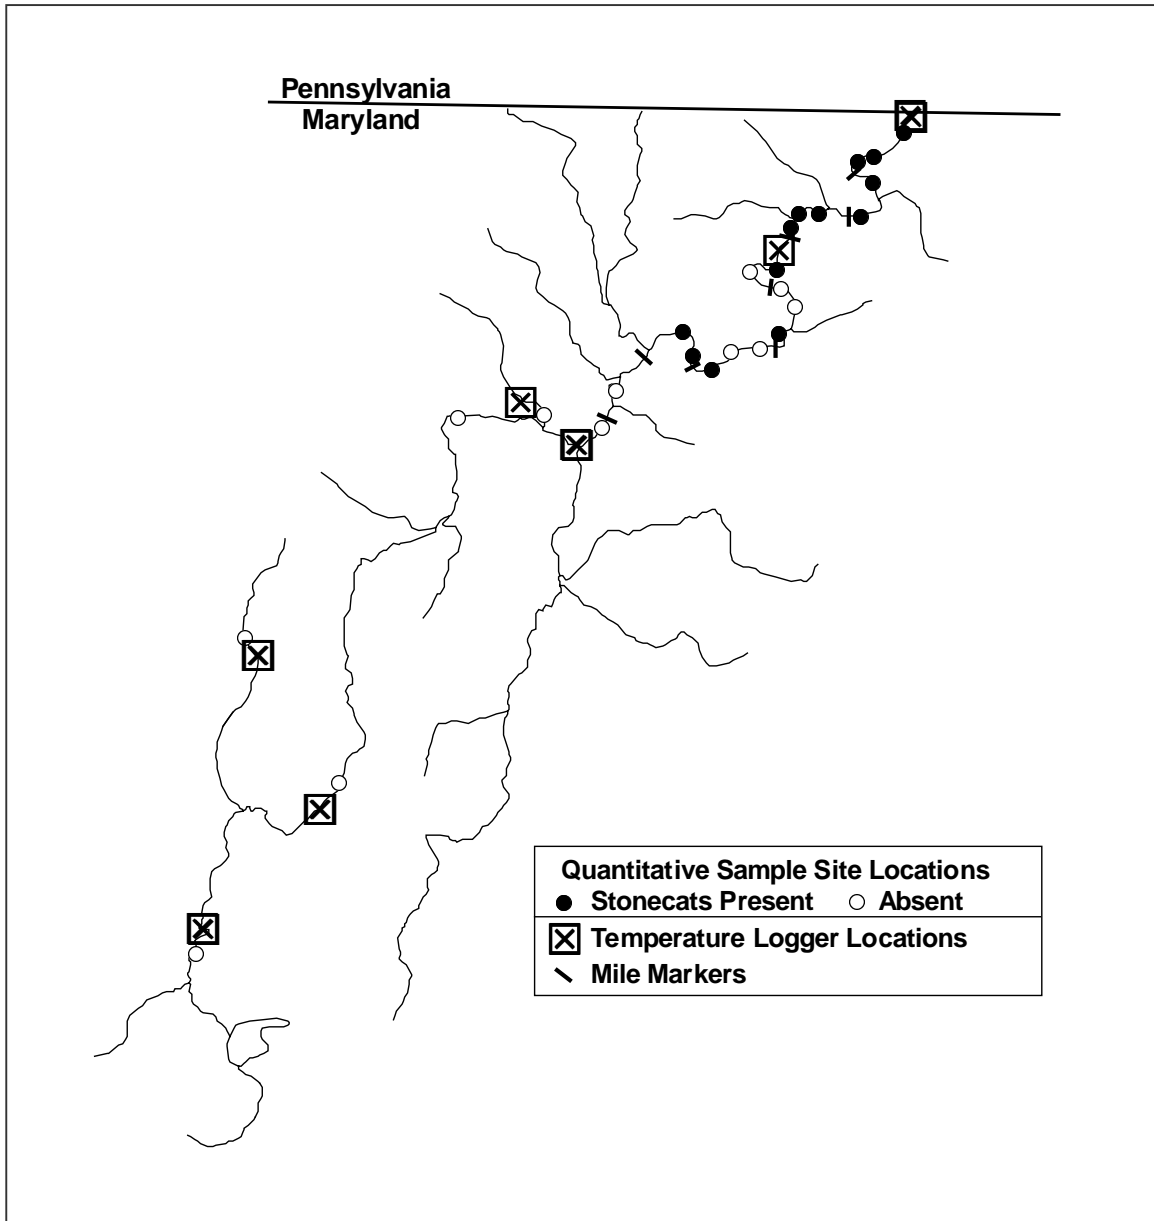 Pennsylvania
Maryland
Quantitative Sample Site Locations
Stonecats Present Absent
Temperature Logger Locations
Mile Markers